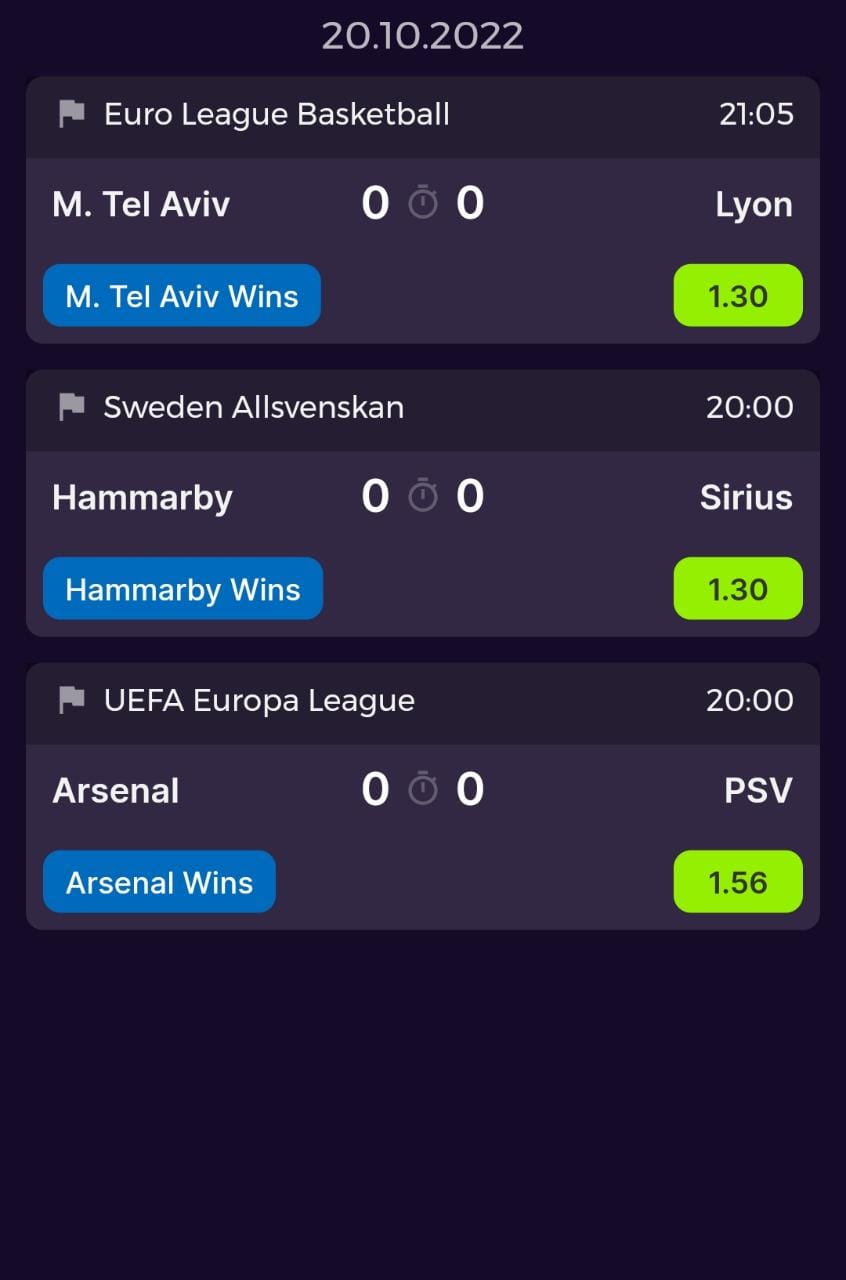 20.10.2022
Euro League Basketball 21:05
M. Tel Aviv 0 0 Lyon
M. Tel Aviv Wins 1.30
Sweden Allsvenskan 20:00
Hammarby 0 0 Sirius
Hammarby Wins 1.30
UEFA Europa League 20:00
Arsenal 0 0 PSV
Arsenal Wins 1.56